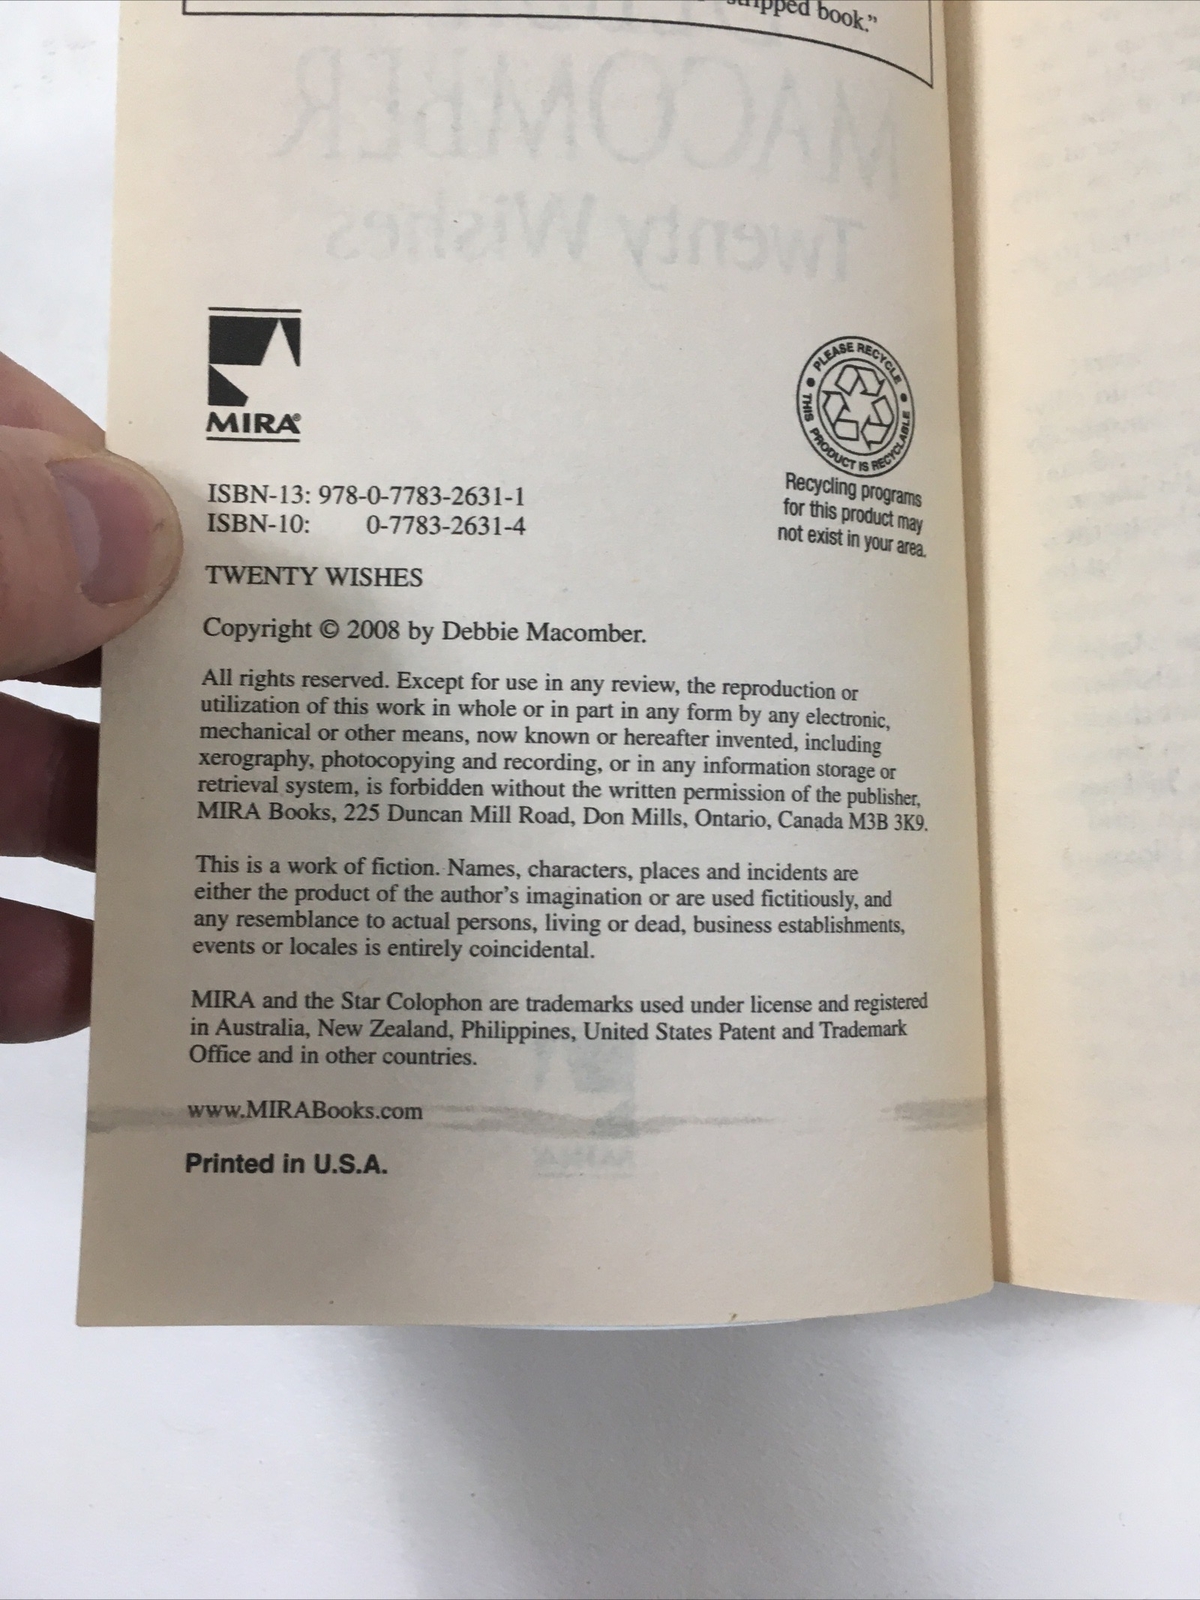 stripped book."
MACOMBER
Twenty Wishes
MIRA®
PLEASE RECYCLE
THIS PRODUCT IS RECYCLABLE
Recycling programs
for this product may
not exist in your area.
ISBN-13: 978-0-7783-2631-1
ISBN-10: 0-7783-2631-4
TWENTY WISHES
Copyright © 2008 by Debbie Macomber.
All rights reserved. Except for use in any review, the reproduction or
utilization of this work in whole or in part in any form by any electronic,
mechanical or other means, now known or hereafter invented, including
xerography, photocopying and recording, or in any information storage or
retrieval system, is forbidden without the written permission of the publisher,
MIRA Books, 225 Duncan Mill Road, Don Mills, Ontario, Canada M3B 3K9.
This is a work of fiction. Names, characters, places and incidents are
either the product of the author's imagination or are used fictitiously, and
any resemblance to actual persons, living or dead, business establishments,
events or locales is entirely coincidental.
MIRA and the Star Colophon are trademarks used under license and registered
in Australia, New Zealand, Philippines, United States Patent and Trademark
Office and in other countries.
www.MIRABooks.com
Printed in U.S.A.